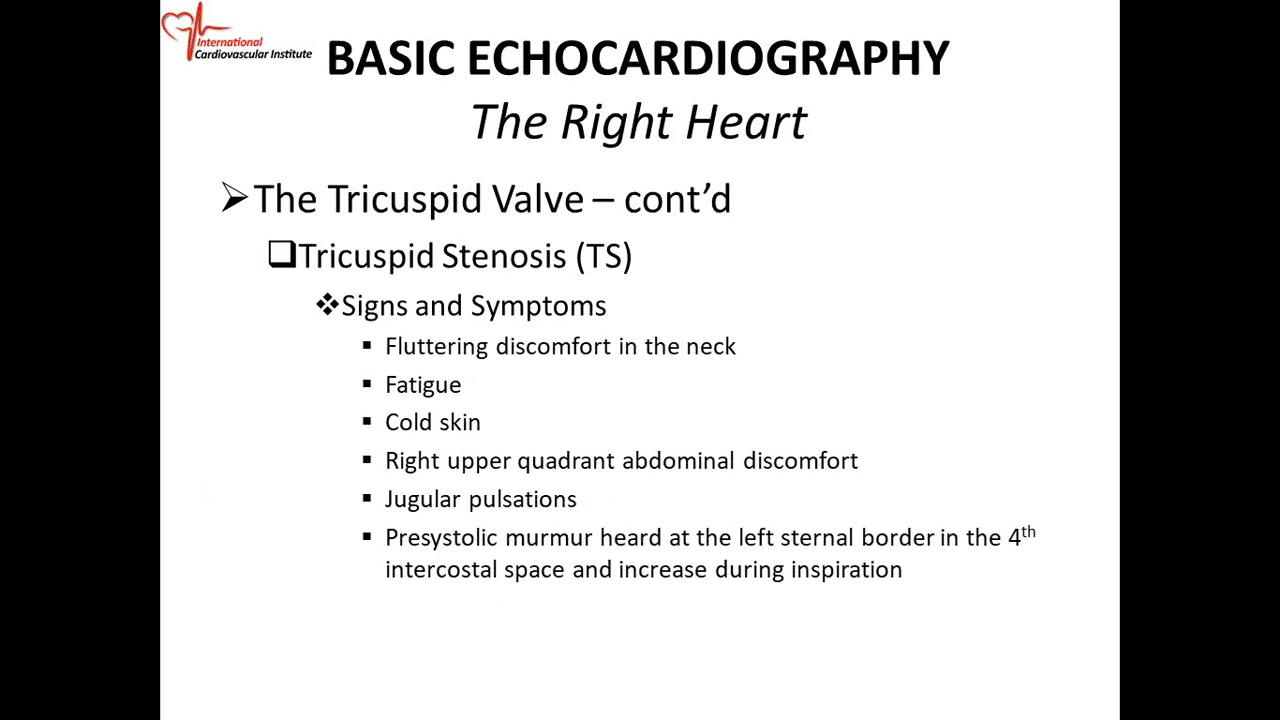 International
Cardiovascular Institute
BASIC ECHOCARDIOGRAPHY
The Right Heart
The Tricuspid Valve – cont’d
Tricuspid Stenosis (TS)
Signs and Symptoms
Fluttering discomfort in the neck
Fatigue
Cold skin
Right upper quadrant abdominal discomfort
Jugular pulsations
Presystolic murmur heard at the left sternal border in the 4th
intercostal space and increase during inspiration